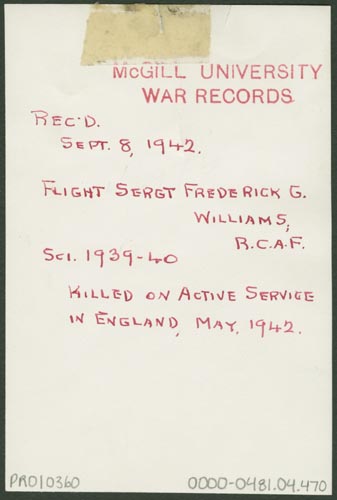 McGILL UNIVERSITY
WAR RECORDS
REC'D.
SEPT. 8, 1942.
FLIGHT SERGT FREDERICK G.
WILLIAMS,
R.C.A.F.
SCI. 1939-40
KILLED ON ACTIVE SERVICE
IN ENGLAND, MAY, 1942.
PR010360
0000-0481.04.470